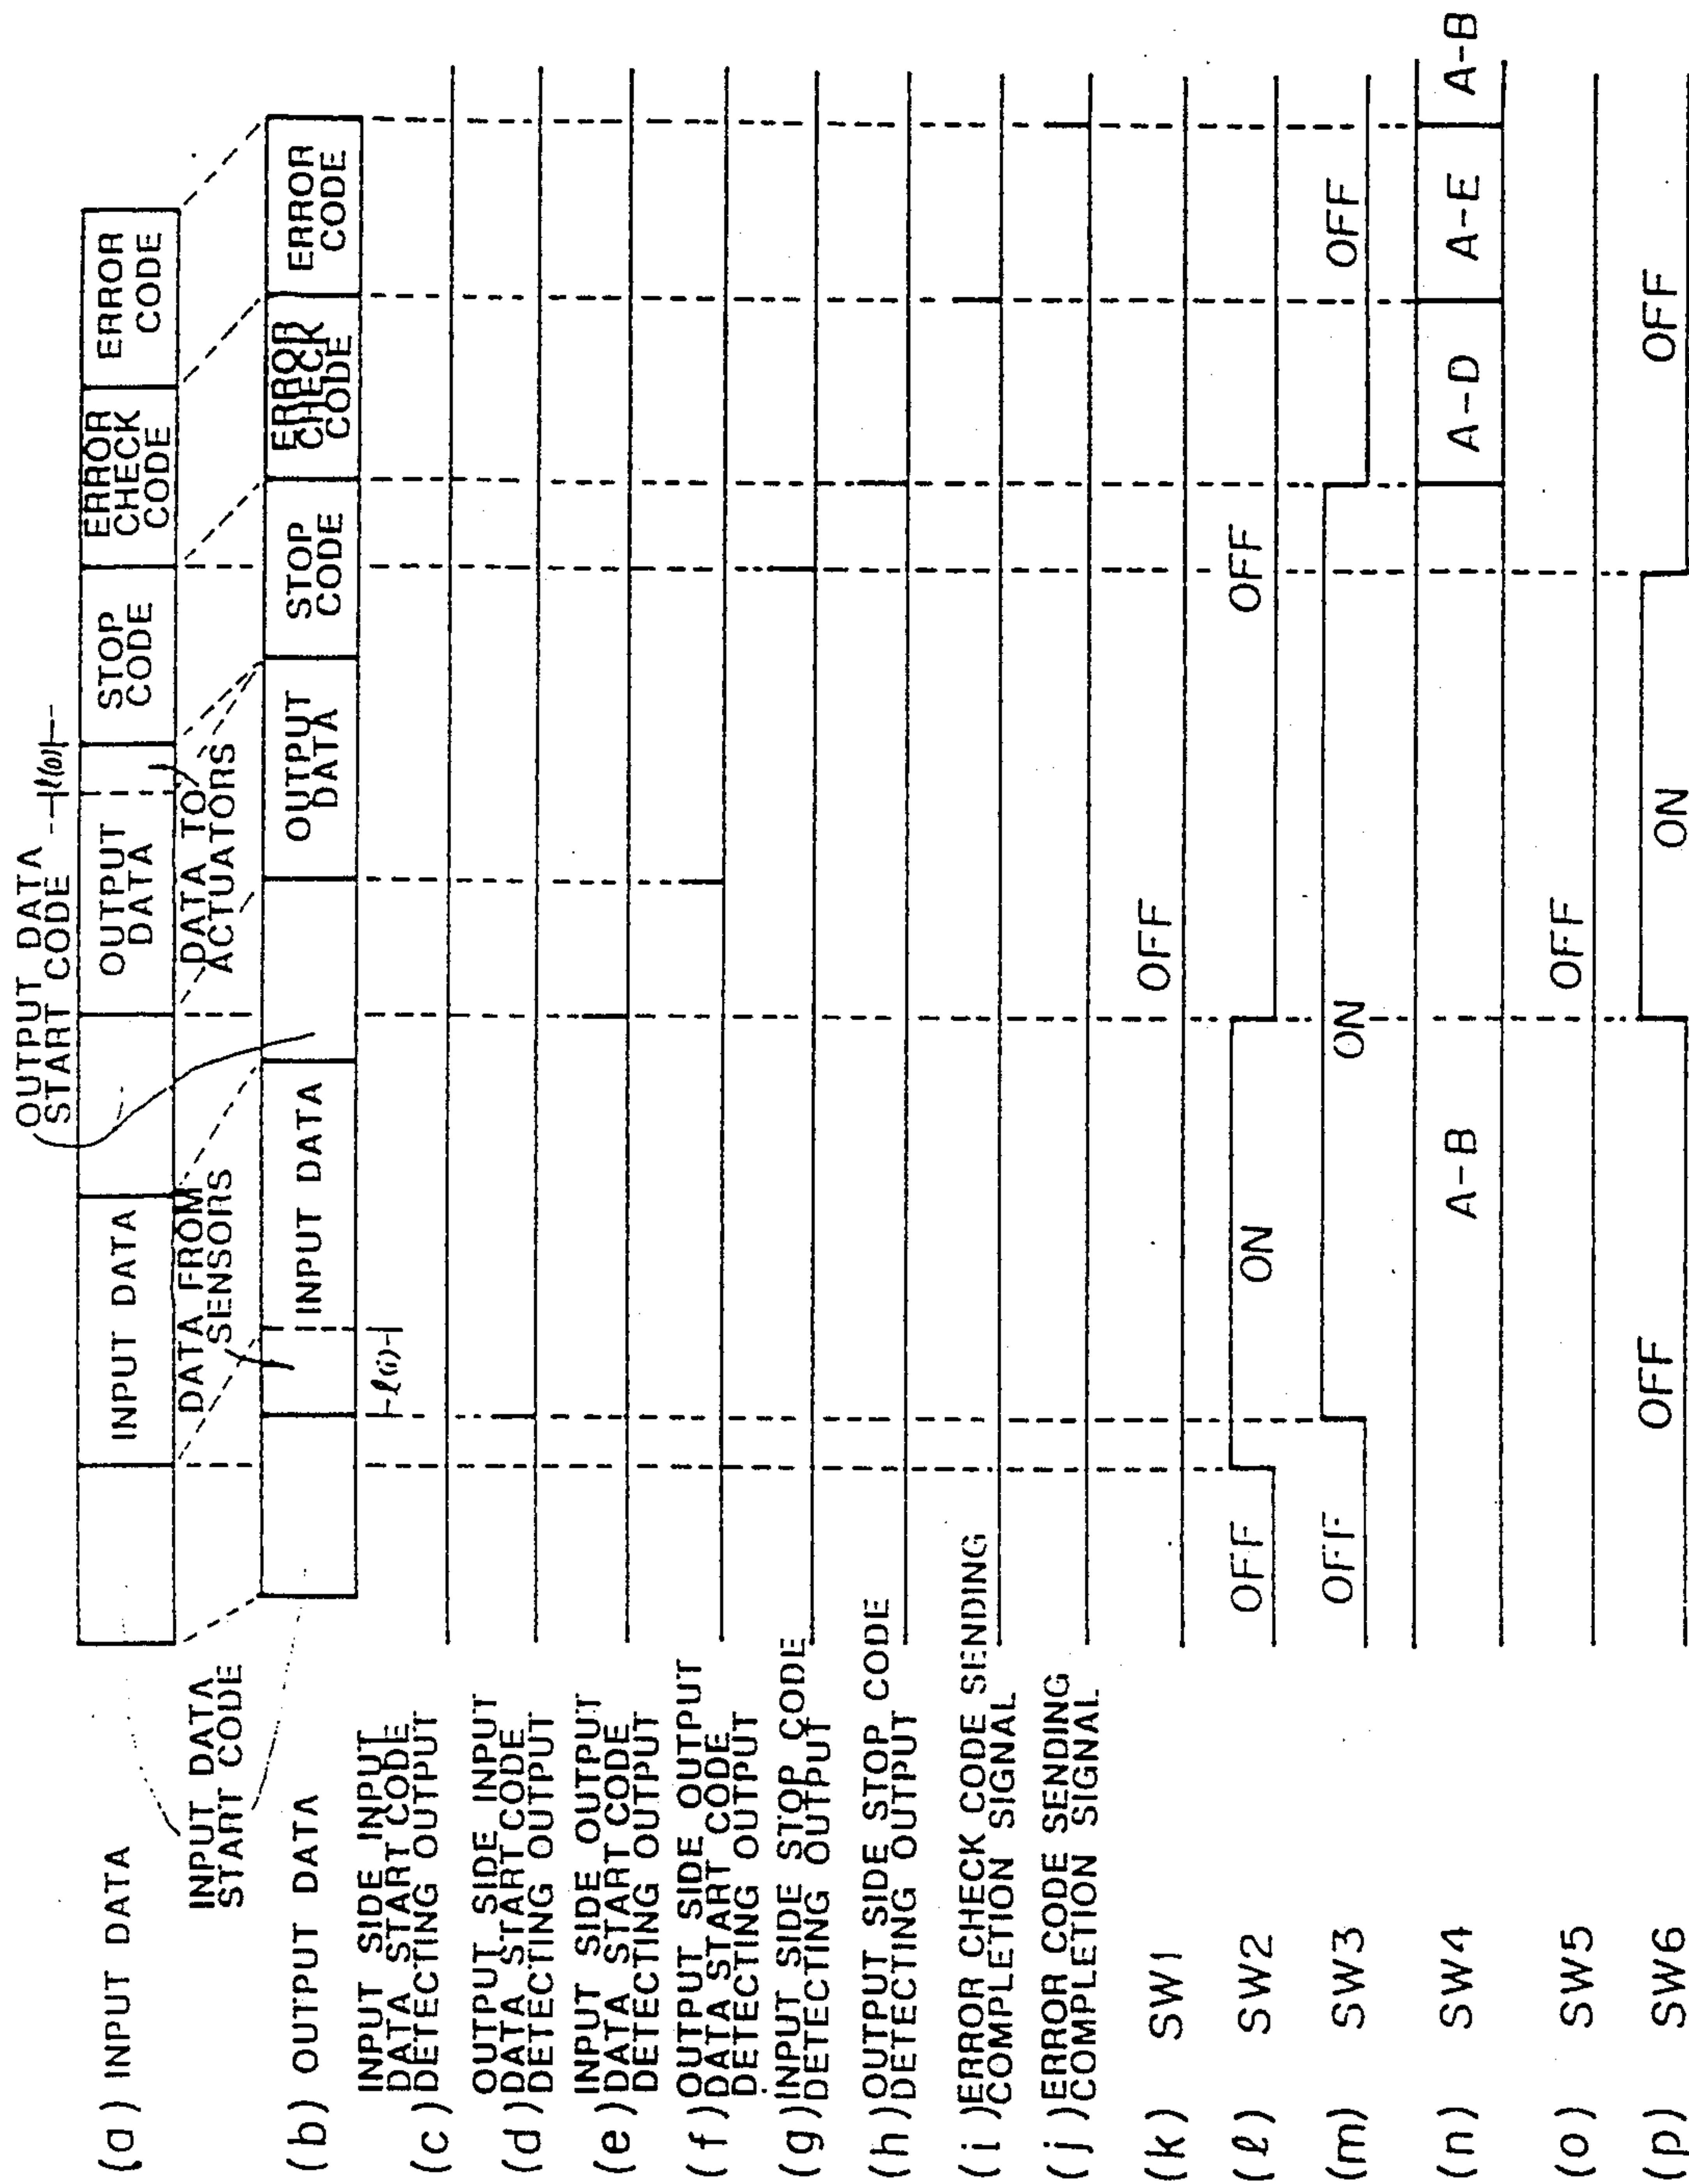 (a) INPUT DATA
INPUT DATA
START CODE
INPUT DATA
OUTPUT DATA
START CODE
OUTPUT
DATA
STOP
CODE
ERROR
CHECK
CODE
ERROR
CODE
ℓ(0)
DATA FROM
SENSORS
DATA TO
ACTUATORS
(b) OUTPUT DATA
INPUT DATA
OUTPUT
DATA
STOP
CODE
ERROR
CHECK
CODE
ERROR
CODE
ℓ(i)
(c) INPUT SIDE INPUT
DATA START CODE
DETECTING OUTPUT
(d) OUTPUT SIDE INPUT
DATA START CODE
DETECTING OUTPUT
(e) INPUT SIDE OUTPUT
DATA START CODE
DETECTING OUTPUT
(f) OUTPUT SIDE OUTPUT
DATA START CODE
DETECTING OUTPUT
(g) INPUT SIDE STOP CODE
DETECTING OUTPUT
(h) OUTPUT SIDE STOP CODE
DETECTING OUTPUT
(i) ERROR CHECK CODE SENDING
COMPLETION SIGNAL
(j) ERROR CODE SENDING
COMPLETION SIGNAL
(k) SW1 OFF
(ℓ) SW2 OFF ON OFF
(m) SW3 OFF ON OFF
(n) SW4 A-B A-D A-E A-B
(o) SW5 OFF
(p) SW6 OFF ON OFF